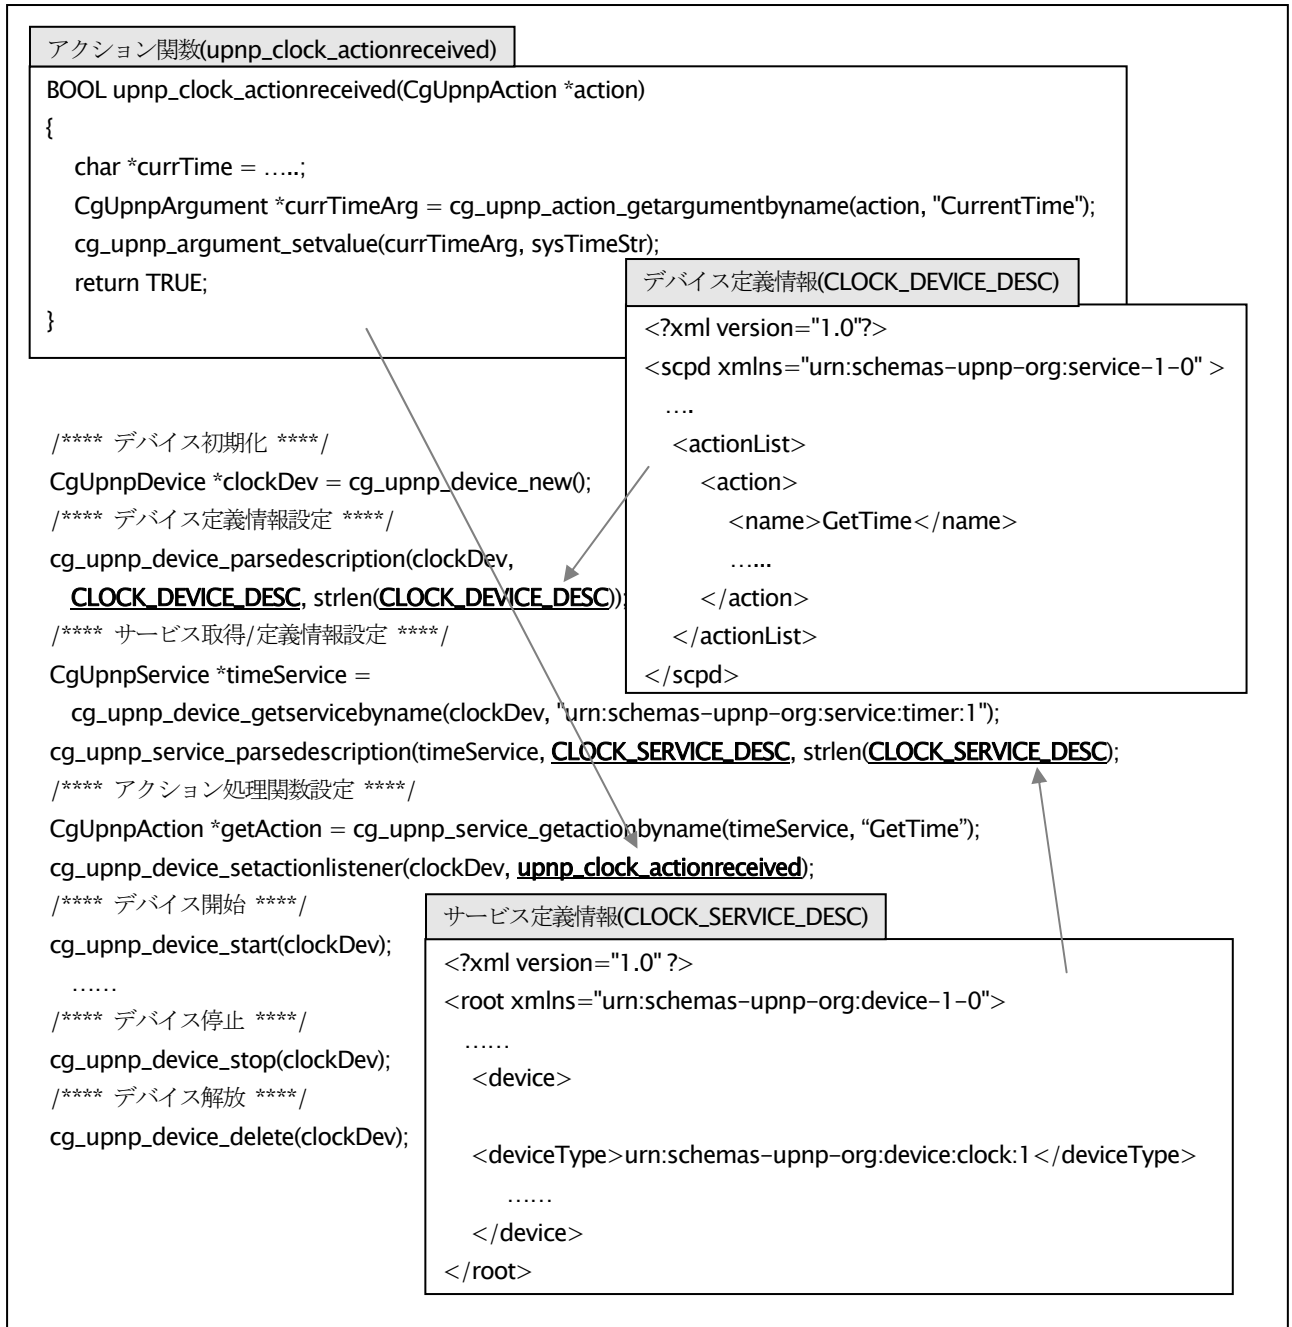 アクション関数(upnp_clock_actionreceived)
BOOL upnp_clock_actionreceived(CgUpnpAction *action)
{
char *currTime = …..;
CgUpnpArgument *currTimeArg = cg_upnp_action_getargumentbyname(action, "CurrentTime");
cg_upnp_argument_setvalue(currTimeArg, sysTimeStr);
return TRUE;
}
デバイス定義情報(CLOCK_DEVICE_DESC)
<?xml version="1.0"?>
<scpd xmlns="urn:schemas-upnp-org:service-1-0" >
….
<actionList>
<action>
<name>GetTime</name>
…...
</action>
</actionList>
</scpd>
/**** デバイス初期化 ****/
CgUpnpDevice *clockDev = cg_upnp_device_new();
/**** デバイス定義情報設定 ****/
cg_upnp_device_parsedescription(clockDev,
CLOCK_DEVICE_DESC, strlen(CLOCK_DEVICE_DESC));
/**** サービス取得/定義情報設定 ****/
CgUpnpService *timeService =
cg_upnp_device_getservicebyname(clockDev, "urn:schemas-upnp-org:service:timer:1");
cg_upnp_service_parsedescription(timeService, CLOCK_SERVICE_DESC, strlen(CLOCK_SERVICE_DESC);
/**** アクション処理関数設定 ****/
CgUpnpAction *getAction = cg_upnp_service_getactionbyname(timeService, “GetTime”);
cg_upnp_device_setactionlistener(clockDev, upnp_clock_actionreceived);
/**** デバイス開始 ****/
cg_upnp_device_start(clockDev);
……
/**** デバイス停止 ****/
cg_upnp_device_stop(clockDev);
/**** デバイス解放 ****/
cg_upnp_device_delete(clockDev);
サービス定義情報(CLOCK_SERVICE_DESC)
<?xml version="1.0" ?>
<root xmlns="urn:schemas-upnp-org:device-1-0">
……
<device>
<deviceType>urn:schemas-upnp-org:device:clock:1</deviceType>
……
</device>
</root>